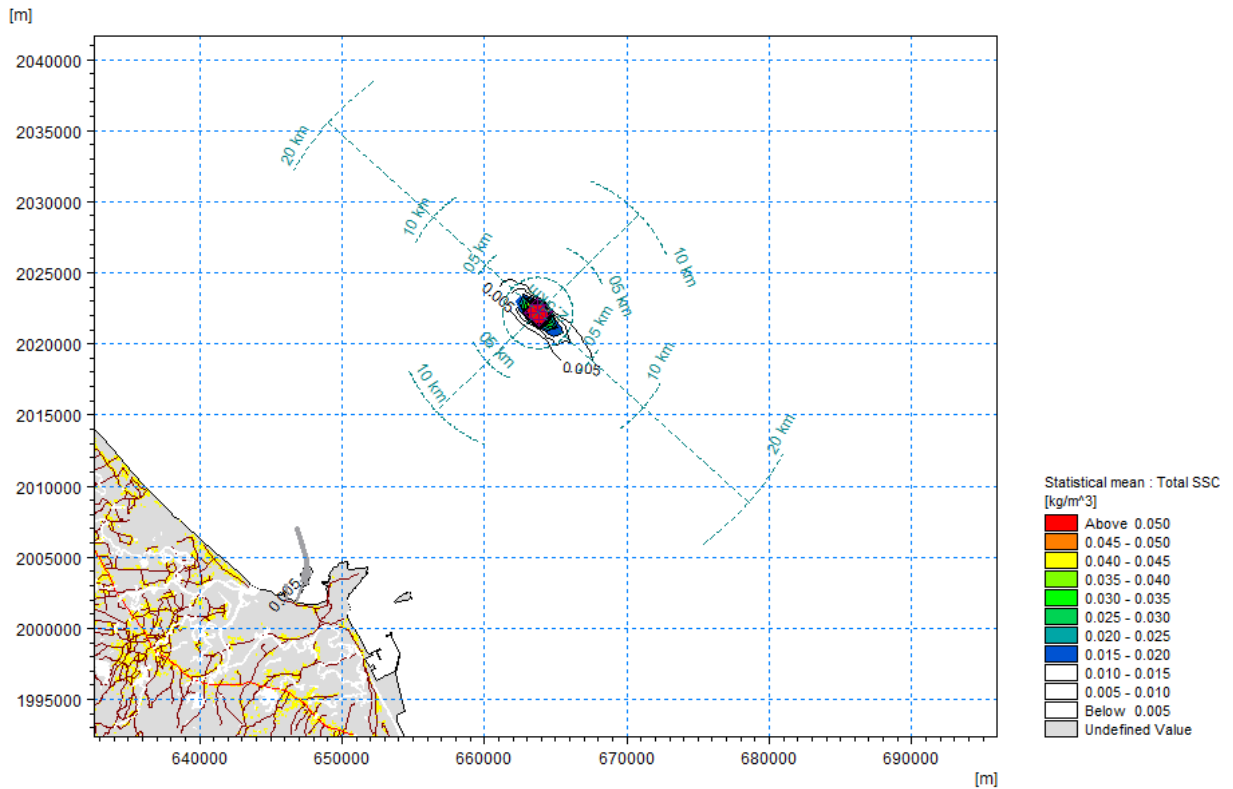 [m]
2040000
2035000
2030000
2025000
2020000
2015000
2010000
2005000
2000000
1995000
20 km
10 km
05 km
10 km
05 km
0.005
05 km
05 km
10 km
0.005
10 km
20 km
0.005
640000
650000
660000
670000
680000
690000
[m]
Statistical mean : Total SSC
[kg/m^3]
Above 0.050
0.045 - 0.050
0.040 - 0.045
0.035 - 0.040
0.030 - 0.035
0.025 - 0.030
0.020 - 0.025
0.015 - 0.020
0.010 - 0.015
0.005 - 0.010
Below 0.005
Undefined Value